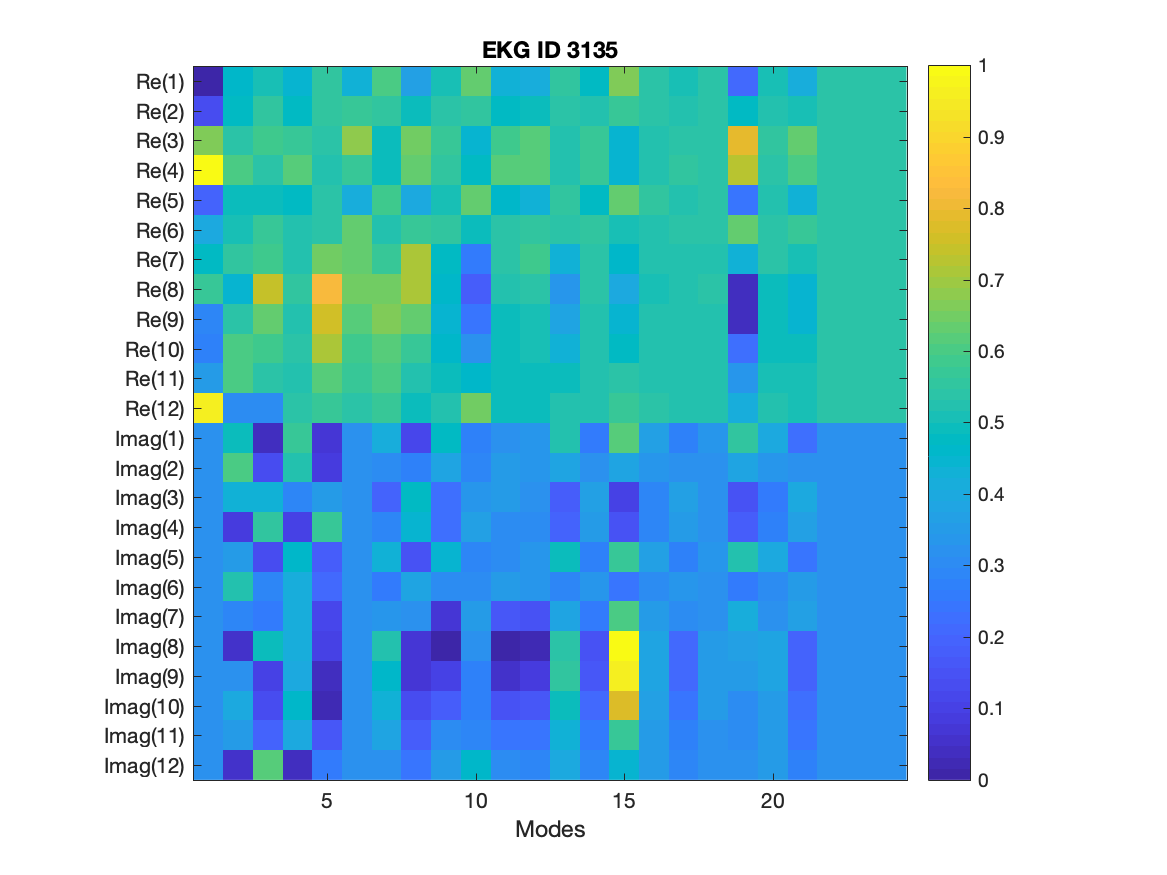 EKG ID 3135
Re(1)
Re(2)
Re(3)
Re(4)
Re(5)
Re(6)
Re(7)
Re(8)
Re(9)
Re(10)
Re(11)
Re(12)
Imag(1)
Imag(2)
Imag(3)
Imag(4)
Imag(5)
Imag(6)
Imag(7)
Imag(8)
Imag(9)
Imag(10)
Imag(11)
Imag(12)
5 10 15 20
Modes
1
0.9
0.8
0.7
0.6
0.5
0.4
0.3
0.2
0.1
0